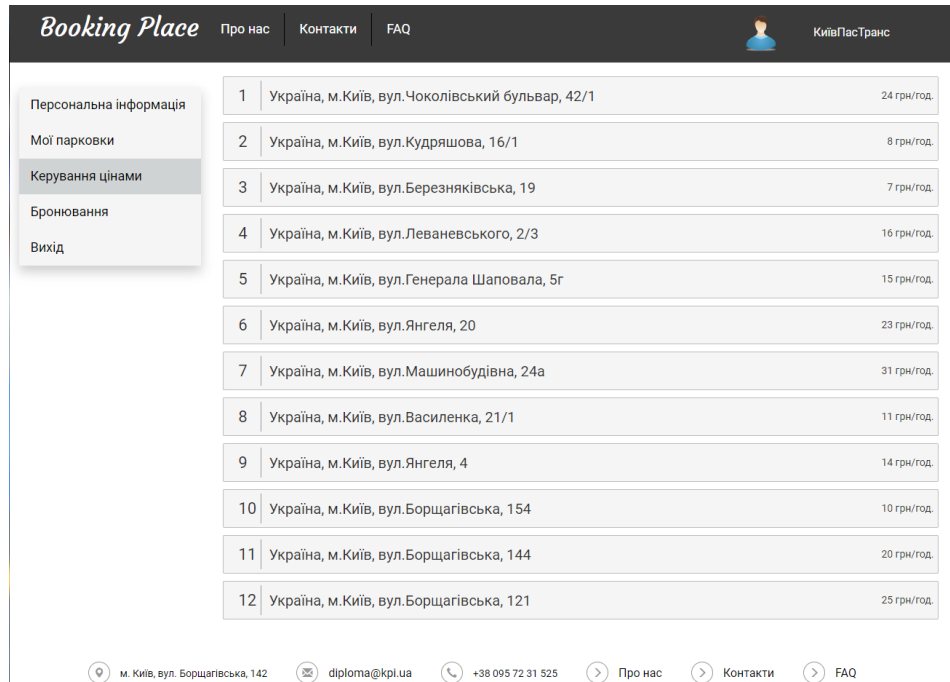 Booking Place Про нас Контакти FAQ КиївПасТранс
Персональна інформація
Мої парковки
Керування цінами
Бронювання
Вихід
1 Україна, м.Київ, вул.Чоколівський бульвар, 42/1 24 грн/год.
2 Україна, м.Київ, вул.Кудряшова, 16/1 8 грн/год.
3 Україна, м.Київ, вул.Березняківська, 19 7 грн/год.
4 Україна, м.Київ, вул.Леваневського, 2/3 16 грн/год.
5 Україна, м.Київ, вул.Генерала Шаповала, 5г 15 грн/год.
6 Україна, м.Київ, вул.Янгеля, 20 23 грн/год.
7 Україна, м.Київ, вул.Машинобудівна, 24а 31 грн/год.
8 Україна, м.Київ, вул.Василенка, 21/1 11 грн/год.
9 Україна, м.Київ, вул.Янгеля, 4 14 грн/год.
10 Україна, м.Київ, вул.Борщагівська, 154 10 грн/год.
11 Україна, м.Київ, вул.Борщагівська, 144 20 грн/год.
12 Україна, м.Київ, вул.Борщагівська, 121 25 грн/год.
м. Київ, вул. Борщагівська, 142 diploma@kpi.ua +38 095 72 31 525 Про нас Контакти FAQ